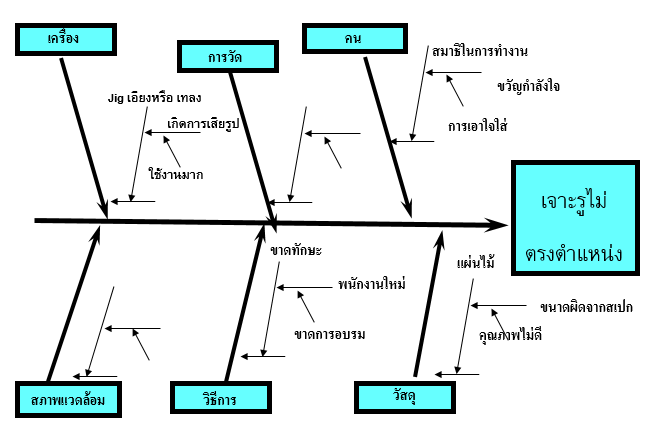 เครื่อง
การวัด
คน
สมาธิในการทำงาน
ขวัญกำลังใจ
การเอาใจใส่
Jig เอียงหรือ เทลง
เกิดการเสียรูป
ใช้งานมาก
เจาะรูไม่
ตรงตำแหน่ง
ขาดทักษะ
พนักงานใหม่
ขาดการอบรม
แผ่นไม้
ขนาดผิดจากสเปก
คุณภาพไม่ดี
สภาพแวดล้อม
วิธีการ
วัสดุ